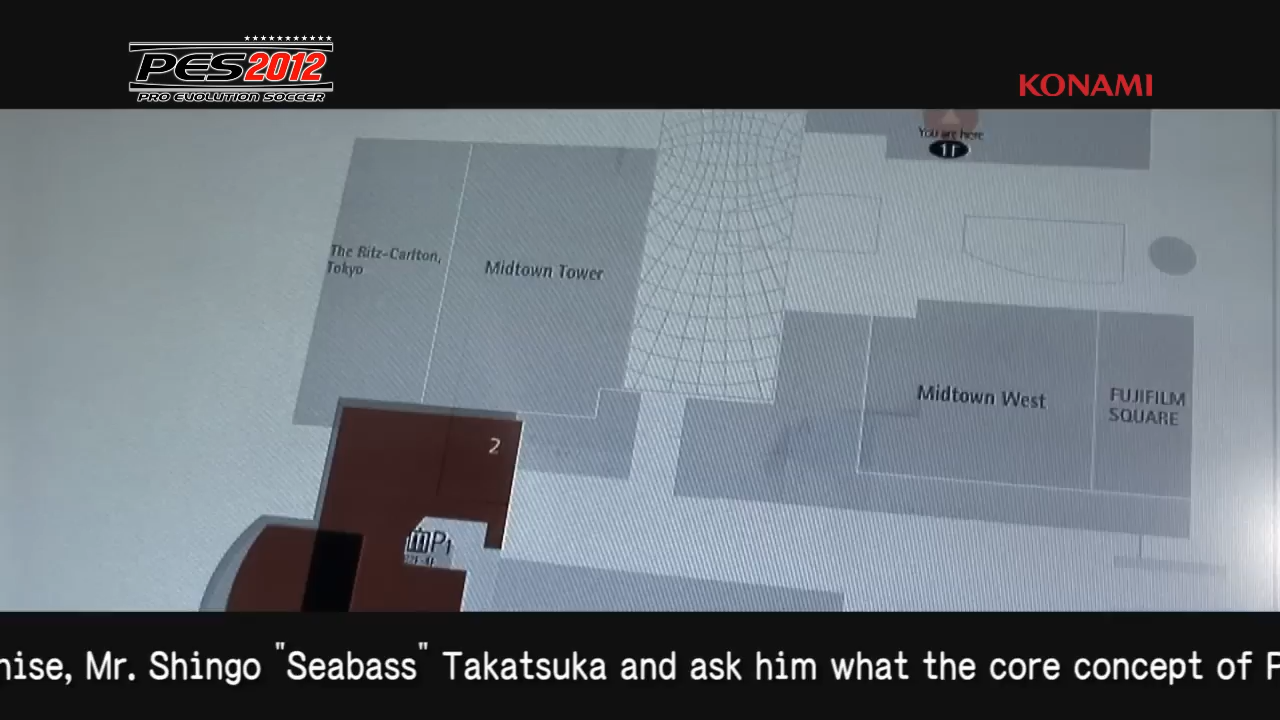 PES2012
PRO EVOLUTION SOCCER
KONAMI
You are here
1F
The Ritz-Carlton,
Tokyo
Midtown Tower
Midtown West
FUJIFILM
SQUARE
2
nise, Mr. Shingo "Seabass" Takatsuka and ask him what the core concept of P